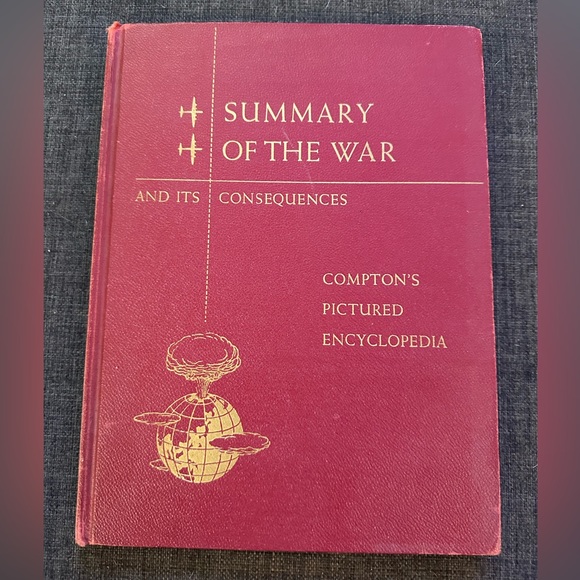 SUMMARY
OF THE WAR
AND ITS CONSEQUENCES
COMPTON'S
PICTURED
ENCYCLOPEDIA